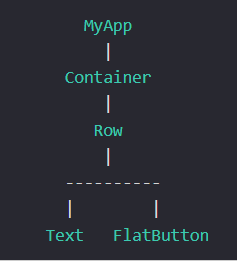 MyApp
|
Container
|
Row
|
----------
| |
Text FlatButton